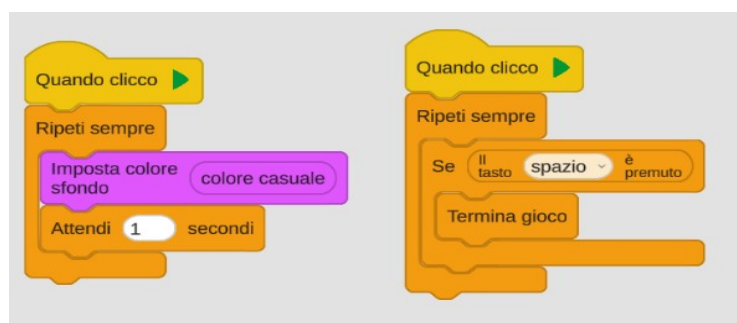 Quando clicco
Ripeti sempre
Imposta colore
sfondo
colore casuale
Attendi 1 secondi
Quando clicco
Ripeti sempre
Se Il tasto spazio è premuto
Termina gioco